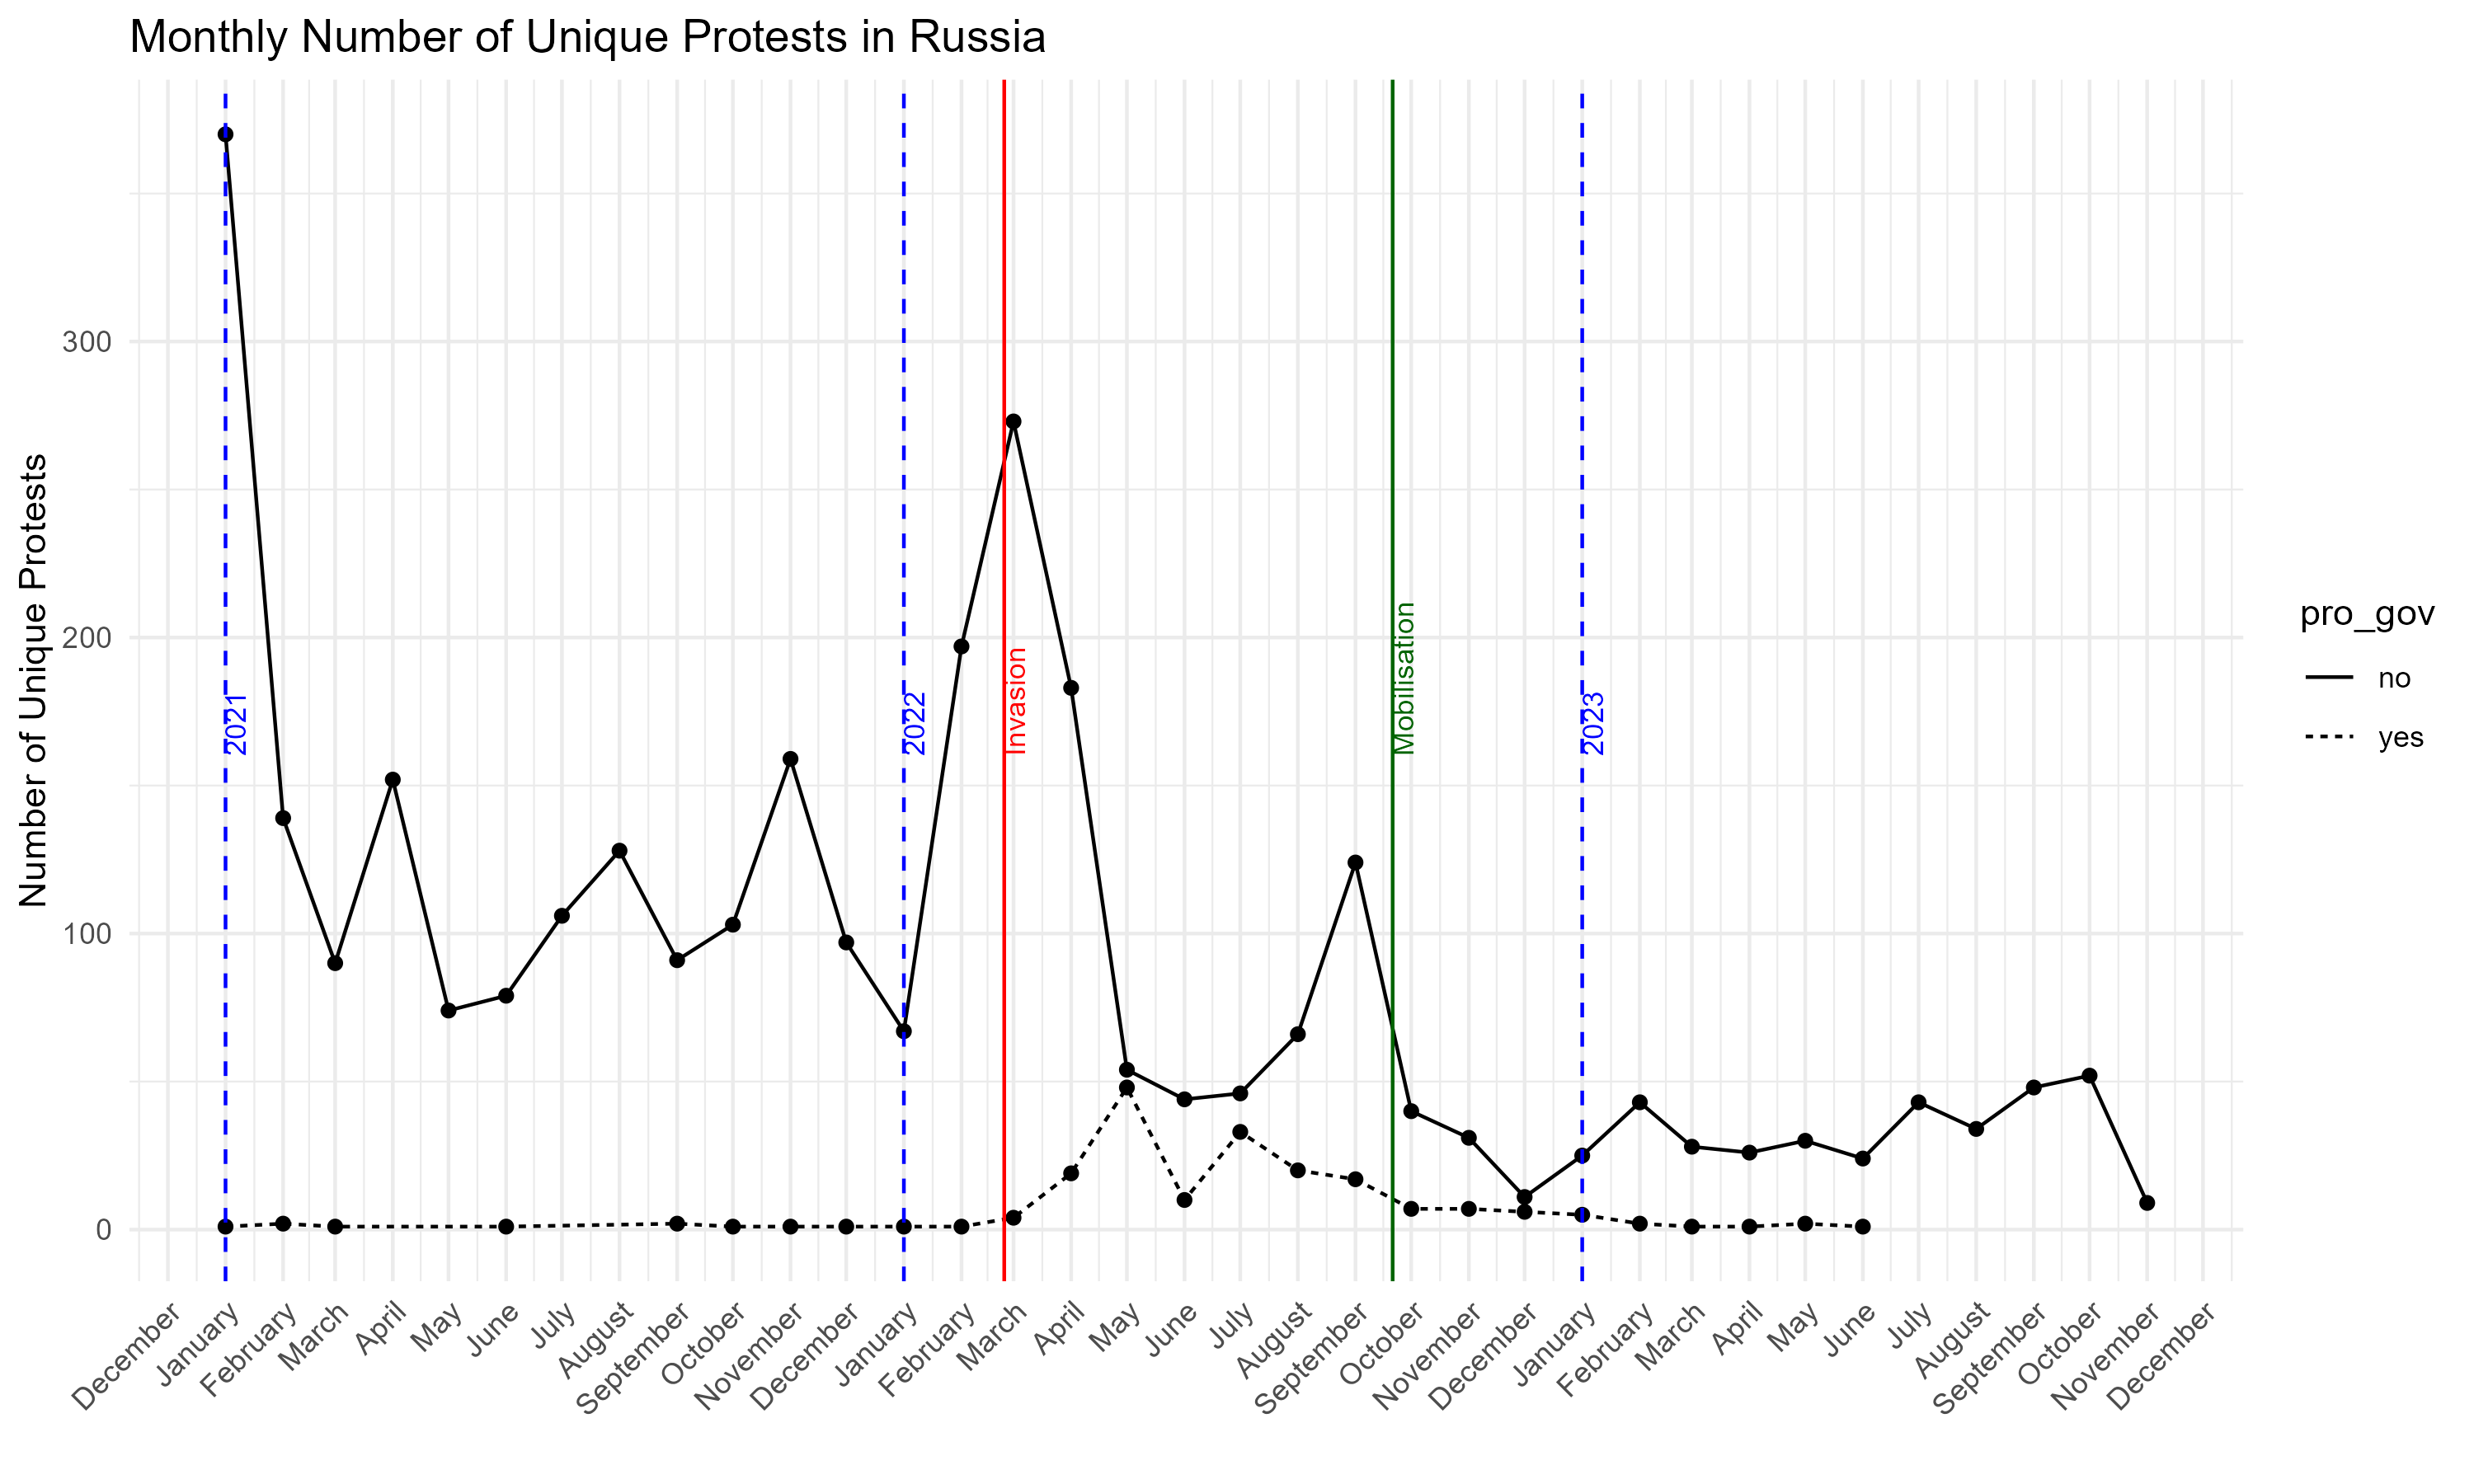 Monthly Number of Unique Protests in Russia
Number of Unique Protests
300
200
100
0
2021
2022
Invasion
Mobilisation
2023
December
January
February
March
April
May
June
July
August
September
October
November
December
January
February
March
April
May
June
July
August
September
October
November
December
January
February
March
April
May
June
July
August
September
October
November
December
pro_gov
no
yes